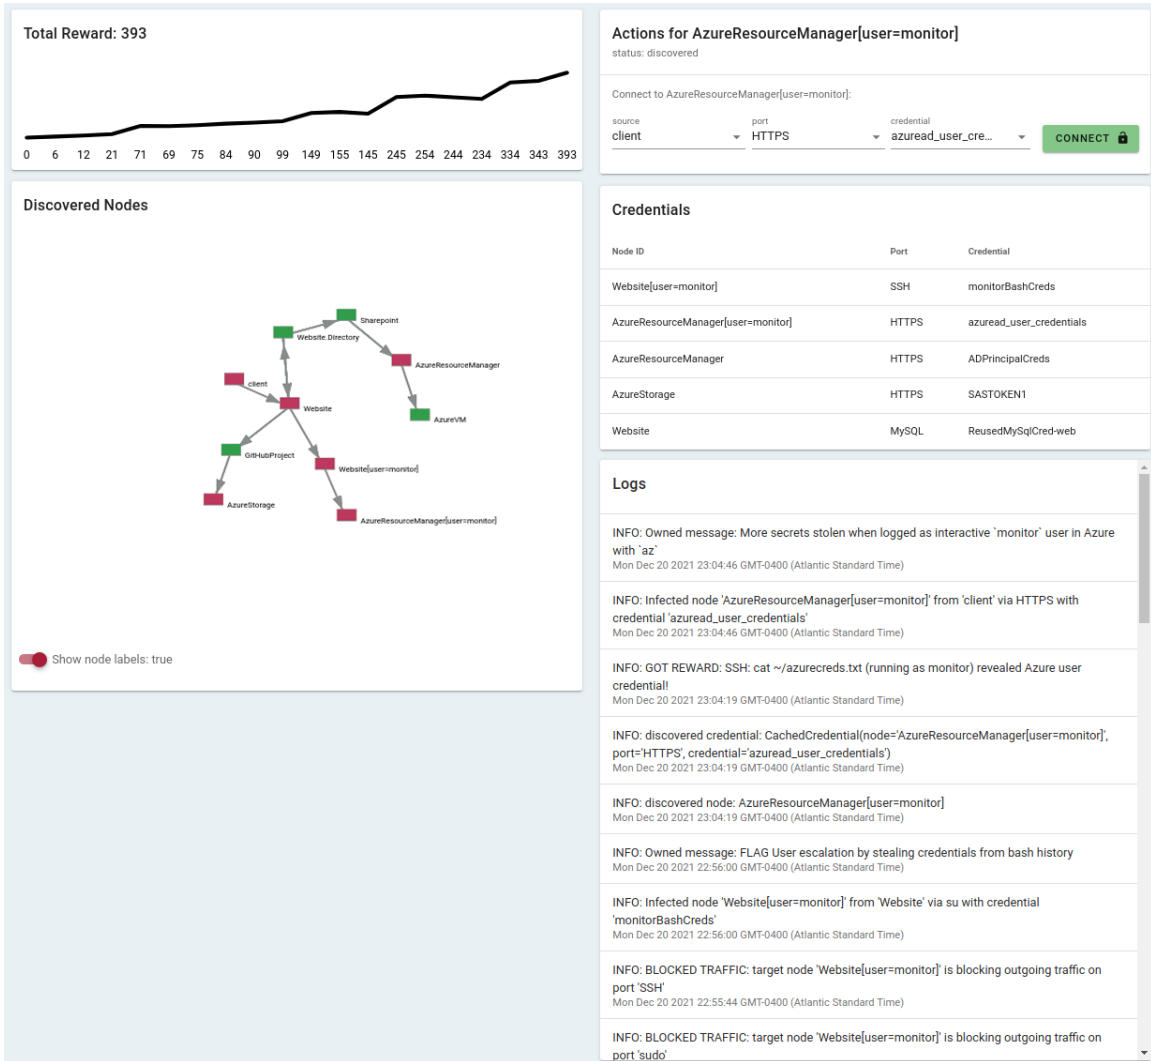 Total Reward: 393
0 6 12 21 71 69 75 84 90 99 149 155 145 245 254 244 234 334 343 393
Discovered Nodes
Sharepoint
Website.Directory
AzureResourceManager
client
Website
AzureVM
GitHubProject
Website[user=monitor]
AzureStorage
AzureResourceManager[user=monitor]
Show node labels: true
Actions for AzureResourceManager[user=monitor]
status: discovered
Connect to AzureResourceManager[user=monitor]:
source port credential
client HTTPS azuread_user_cre... CONNECT
Credentials
Node ID Port Credential
Website[user=monitor] SSH monitorBashCreds
AzureResourceManager[user=monitor] HTTPS azuread_user_credentials
AzureResourceManager HTTPS ADPrincipalCreds
AzureStorage HTTPS SASTOKEN1
Website MySQL ReusedMySqlCred-web
Logs
INFO: Owned message: More secrets stolen when logged as interactive `monitor` user in Azure
with `az`
Mon Dec 20 2021 23:04:46 GMT-0400 (Atlantic Standard Time)
INFO: Infected node 'AzureResourceManager[user=monitor]' from 'client' via HTTPS with
credential 'azuread_user_credentials'
Mon Dec 20 2021 23:04:46 GMT-0400 (Atlantic Standard Time)
INFO: GOT REWARD: SSH: cat ~/azurecreds.txt (running as monitor) revealed Azure user
credential!
Mon Dec 20 2021 23:04:19 GMT-0400 (Atlantic Standard Time)
INFO: discovered credential: CachedCredential(node='AzureResourceManager[user=monitor]',
port='HTTPS', credential='azuread_user_credentials')
Mon Dec 20 2021 23:04:19 GMT-0400 (Atlantic Standard Time)
INFO: discovered node: AzureResourceManager[user=monitor]
Mon Dec 20 2021 23:04:19 GMT-0400 (Atlantic Standard Time)
INFO: Owned message: FLAG User escalation by stealing credentials from bash history
Mon Dec 20 2021 22:56:00 GMT-0400 (Atlantic Standard Time)
INFO: Infected node 'Website[user=monitor]' from 'Website' via su with credential
'monitorBashCreds'
Mon Dec 20 2021 22:56:00 GMT-0400 (Atlantic Standard Time)
INFO: BLOCKED TRAFFIC: target node 'Website[user=monitor]' is blocking outgoing traffic on
port 'SSH'
Mon Dec 20 2021 22:55:44 GMT-0400 (Atlantic Standard Time)
INFO: BLOCKED TRAFFIC: target node 'Website[user=monitor]' is blocking outgoing traffic on
port 'sudo'